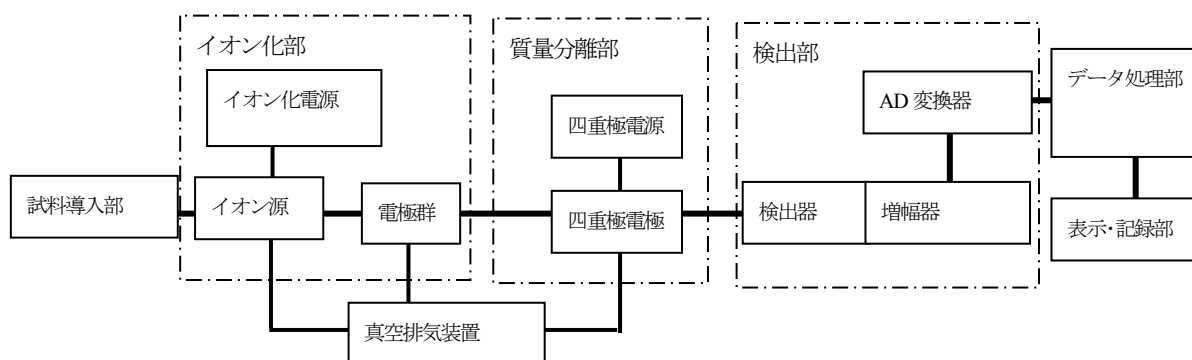 イオン化部
質量分離部
検出部
イオン化電源
四重極電源
AD 変換器
データ処理部
試料導入部
イオン源
電極群
四重極電極
検出器
増幅器
表示・記録部
真空排気装置